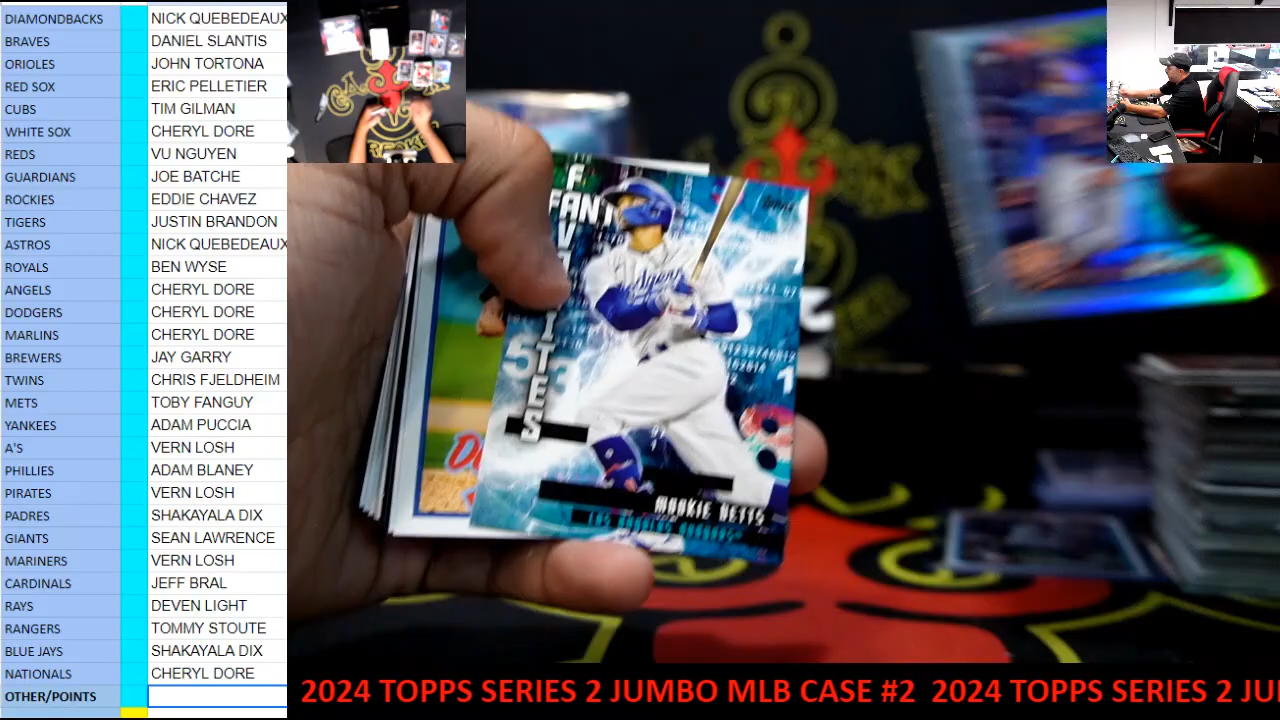 DIAMONDBACKS NICK QUEBEDEAUX
BRAVES DANIEL SLANTIS
ORIOLES JOHN TORTONA
RED SOX ERIC PELLETIER
CUBS TIM GILMAN
WHITE SOX CHERYL DORE
REDS VU NGUYEN
GUARDIANS JOE BATCHE
ROCKIES EDDIE CHAVEZ
TIGERS JUSTIN BRANDON
ASTROS NICK QUEBEDEAUX
ROYALS BEN WYSE
ANGELS CHERYL DORE
DODGERS CHERYL DORE
MARLINS CHERYL DORE
BREWERS JAY GARRY
TWINS CHRIS FJELDHEIM
METS TOBY FANGUY
YANKEES ADAM PUCCIA
A'S VERN LOSH
PHILLIES ADAM BLANEY
PIRATES VERN LOSH
PADRES SHAKAYALA DIX
GIANTS SEAN LAWRENCE
MARINERS VERN LOSH
CARDINALS JEFF BRAL
RAYS DEVEN LIGHT
RANGERS TOMMY STOUTE
BLUE JAYS SHAKAYALA DIX
NATIONALS CHERYL DORE
OTHER/POINTS
MOOKIE BETTS
LOS ANGELES DODGERS
2024 TOPPS SERIES 2 JUMBO MLB CASE #2 2024 TOPPS SERIES 2 JU